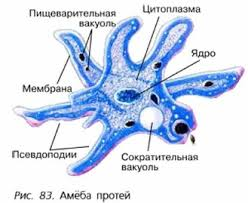 Пищеварительная
вакуоль
Цитоплазма
Ядро
Мембрана
Псевдоподии
Сократительная
вакуоль
Рис. 83. Амёба протей